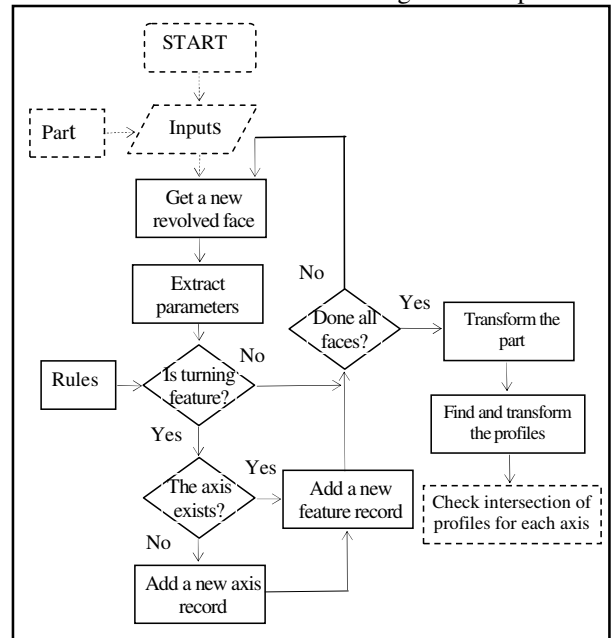 START
Part
Inputs
Get a new
revolved face
Extract
parameters
No
Done all
faces?
Yes
Transform the
part
Rules
Is turning
feature?
No
Find and transform
the profiles
Yes
The axis
exists?
Yes
Add a new
feature record
Check intersection of
profiles for each axis
No
Add a new axis
record